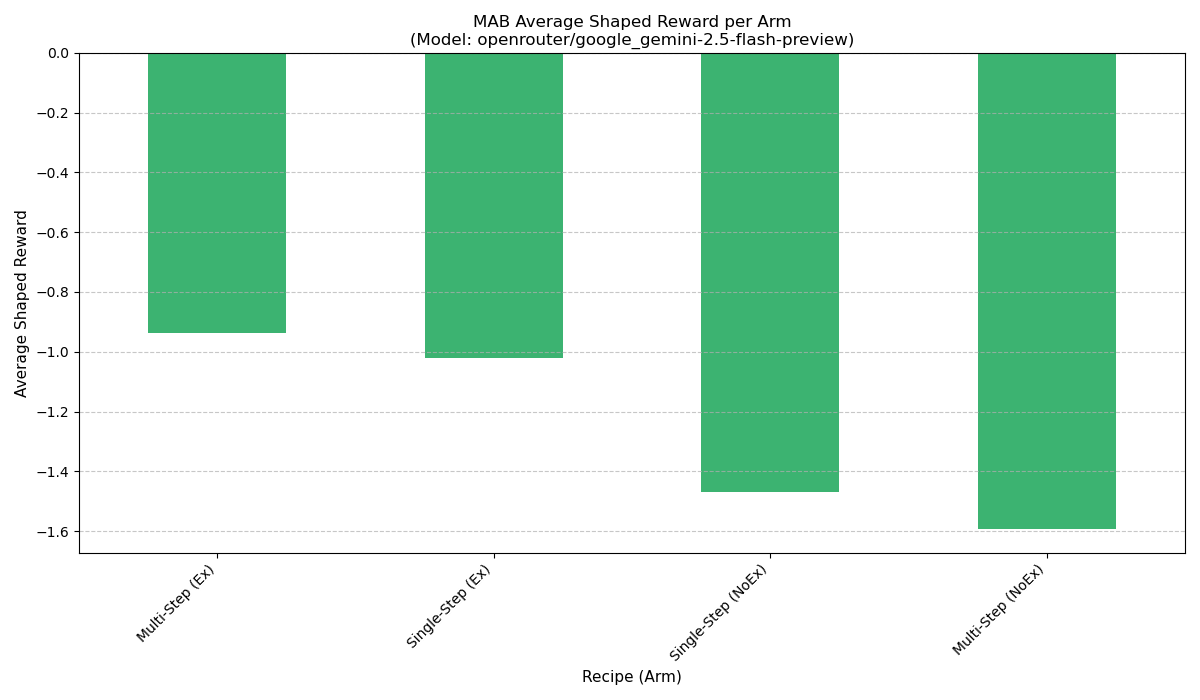 MAB Average Shaped Reward per Arm
(Model: openrouter/google_gemini-2.5-flash-preview)
Average Shaped Reward
0.0
−0.2
−0.4
−0.6
−0.8
−1.0
−1.2
−1.4
−1.6
Multi-Step (Ex)
Single-Step (Ex)
Single-Step (NoEx)
Multi-Step (NoEx)
Recipe (Arm)